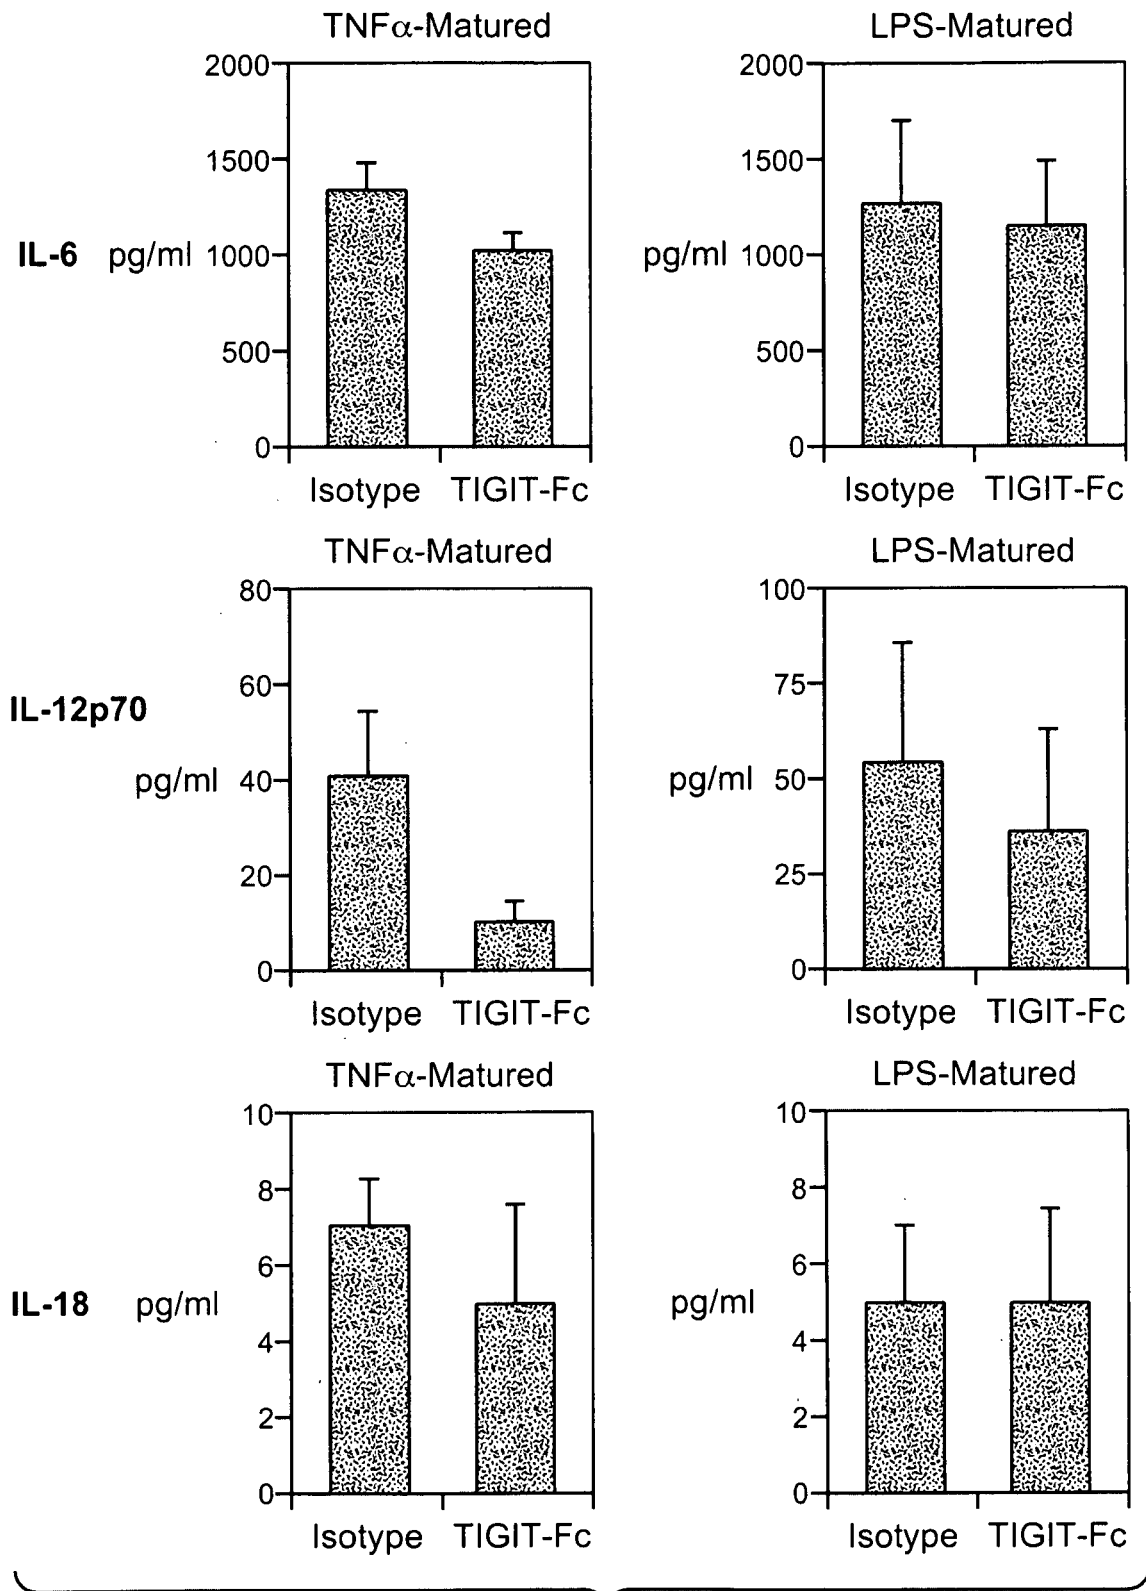 TNFα-Matured LPS-Matured
2000 2000
1500 1500
IL-6 pg/ml 1000 pg/ml 1000
500 500
0 0
Isotype TIGIT-Fc Isotype TIGIT-Fc
TNFα-Matured LPS-Matured
80 100
60 75
IL-12p70
pg/ml 40 pg/ml 50
20 25
0 0
Isotype TIGIT-Fc Isotype TIGIT-Fc
TNFα-Matured LPS-Matured
10 10
8 8
6 6
IL-18 pg/ml pg/ml
4 4
2 2
0 0
Isotype TIGIT-Fc Isotype TIGIT-Fc